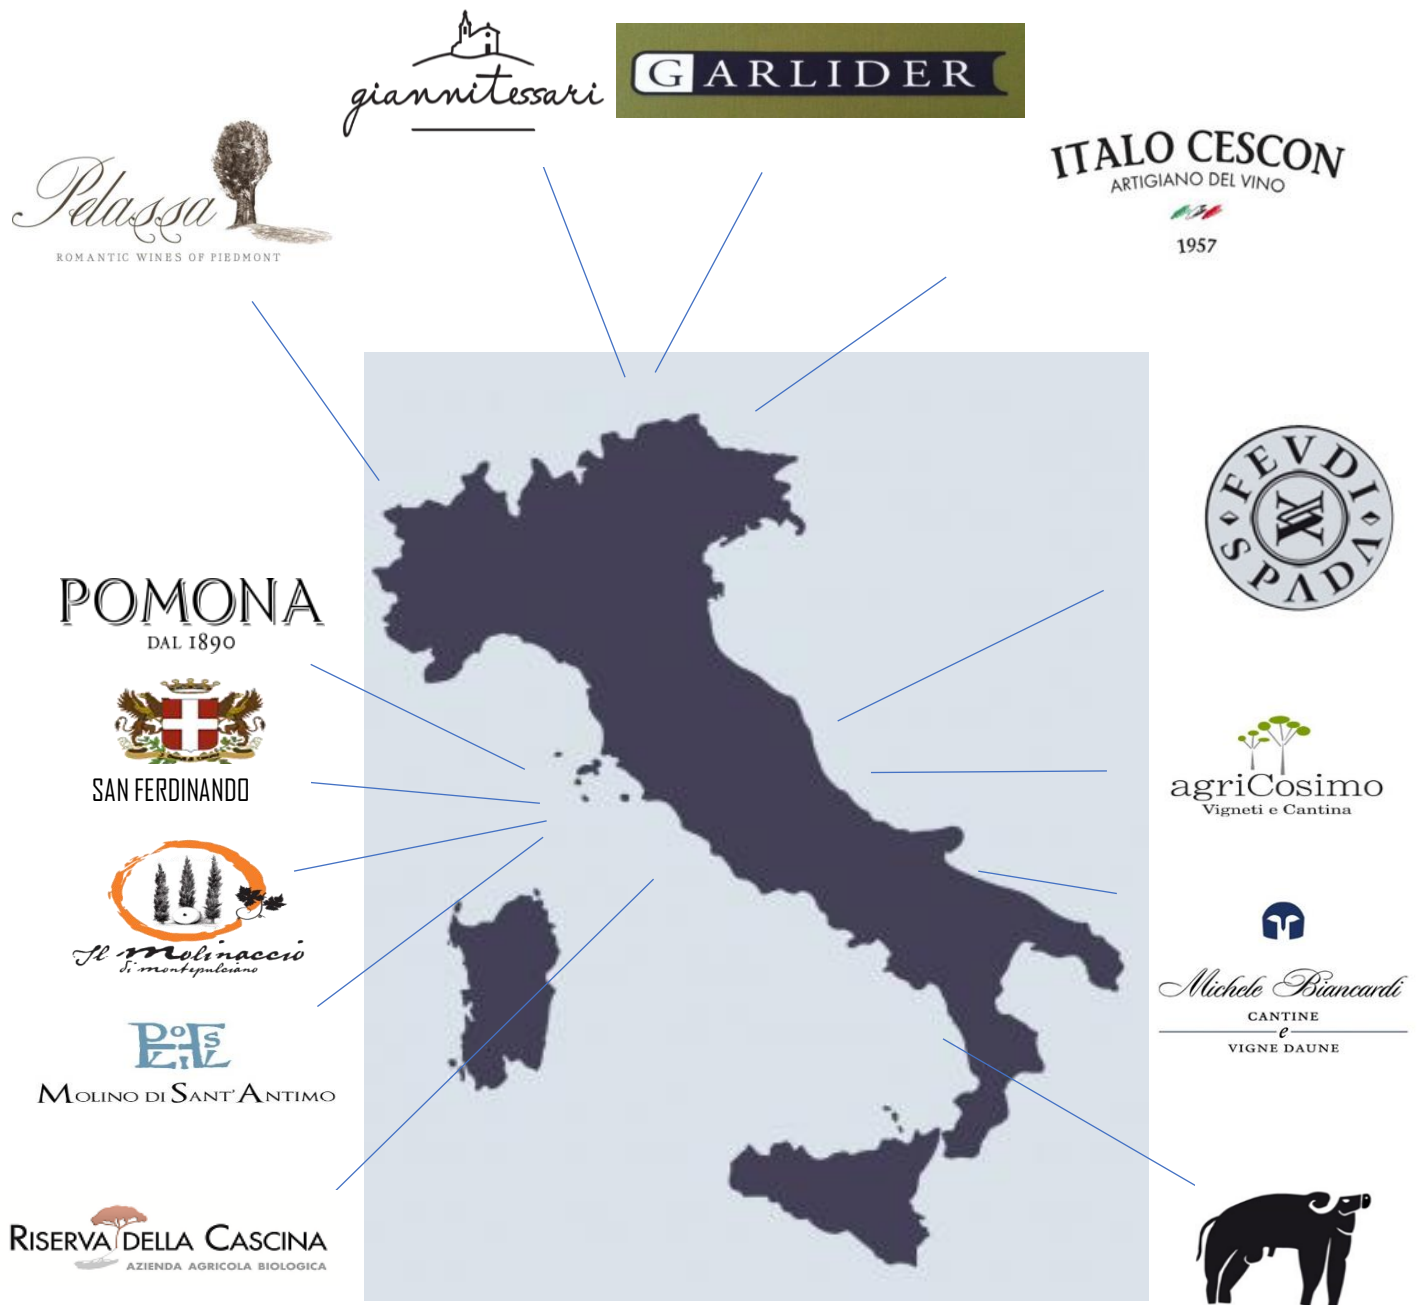 giannitessari
GARLIDER
ITALO CESCON
ARTIGIANO DEL VINO
1957
Pelassa
ROMANTIC WINES OF PIEDMONT
FEVDI
SPADA
POMONA
DAL 1890
SAN FERDINANDO
agriCosimo
Vigneti e Cantina
Il Molinaccio
di montepulciano
Michele Biancardi
CANTINE
e
VIGNE DAUNE
MOLINO DI SANT'ANTIMO
RISERVA DELLA CASCINA
AZIENDA AGRICOLA BIOLOGICA